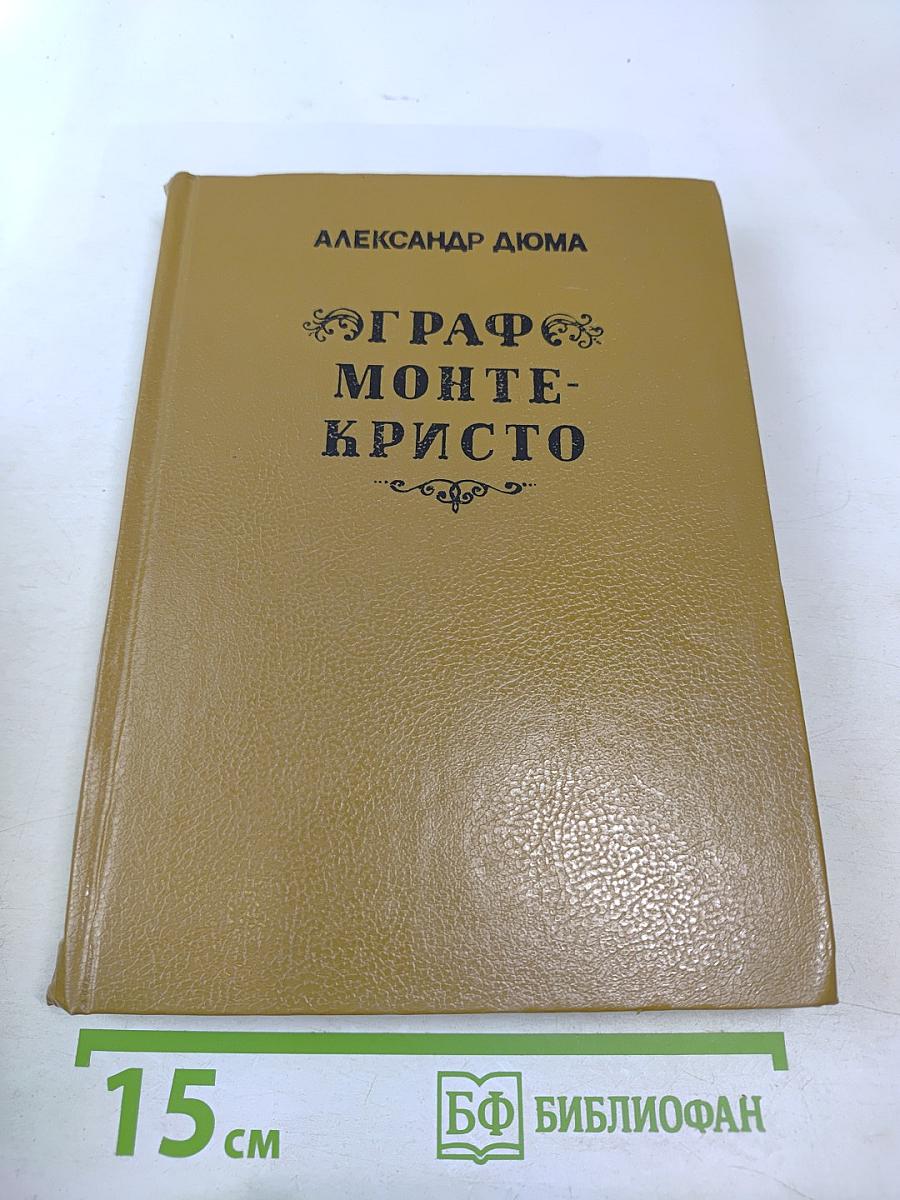 АЛЕКСАНДР ДЮМА
ГРАФ
МОНТЕ-
КРИСТО
15 см
БФ БИБЛИОФАН